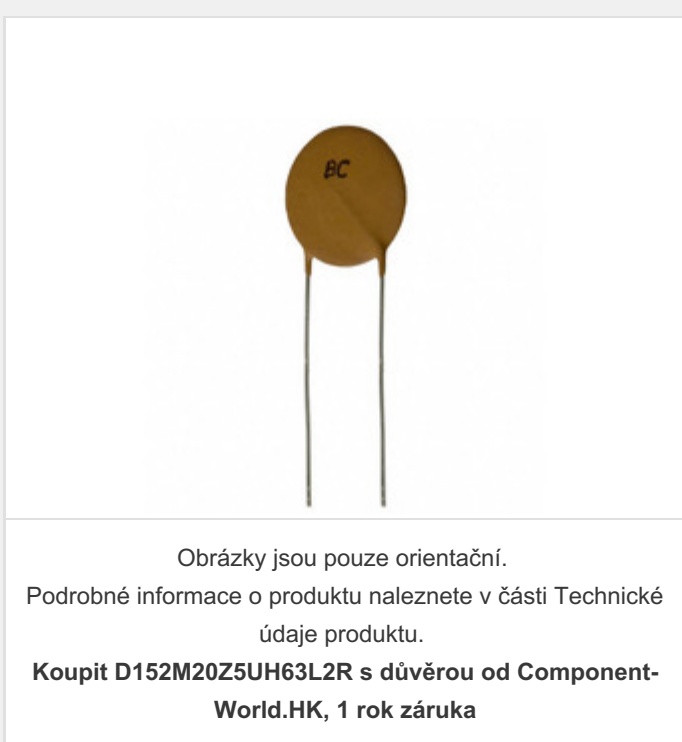 BC
Obrázky jsou pouze orientační.
Podrobné informace o produktu naleznete v části Technické
údaje produktu.
Koupit D152M20Z5UH63L2R s důvěrou od Component-
World.HK, 1 rok záruka